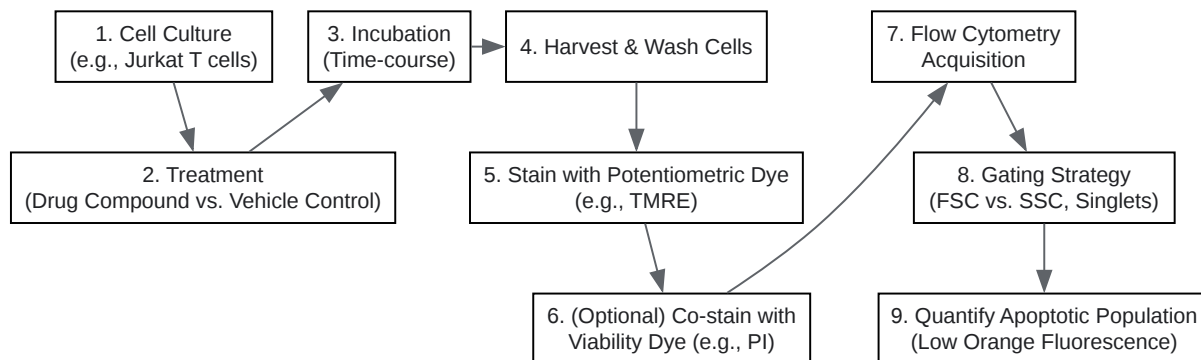 1. Cell Culture
(e.g., Jurkat T cells)
2. Treatment
(Drug Compound vs. Vehicle Control)
3. Incubation
(Time-course)
4. Harvest & Wash Cells
5. Stain with Potentiometric Dye
(e.g., TMRE)
6. (Optional) Co-stain with
Viability Dye (e.g., PI)
7. Flow Cytometry
Acquisition
8. Gating Strategy
(FSC vs. SSC, Singlets)
9. Quantify Apoptotic Population
(Low Orange Fluorescence)